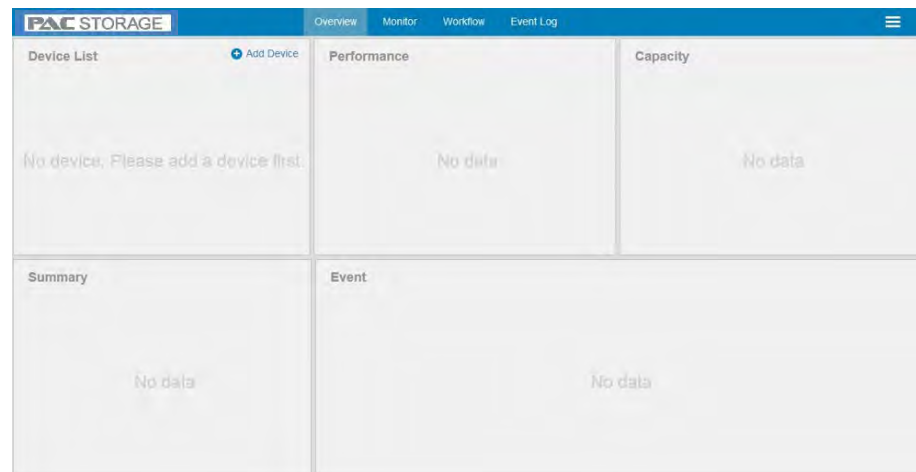 PAC STORAGE
Overview Monitor Workflow Event Log
Device List
Add Device
No device. Please add a device first.
Performance
No data
Capacity
No data
Summary
No data
Event
No data